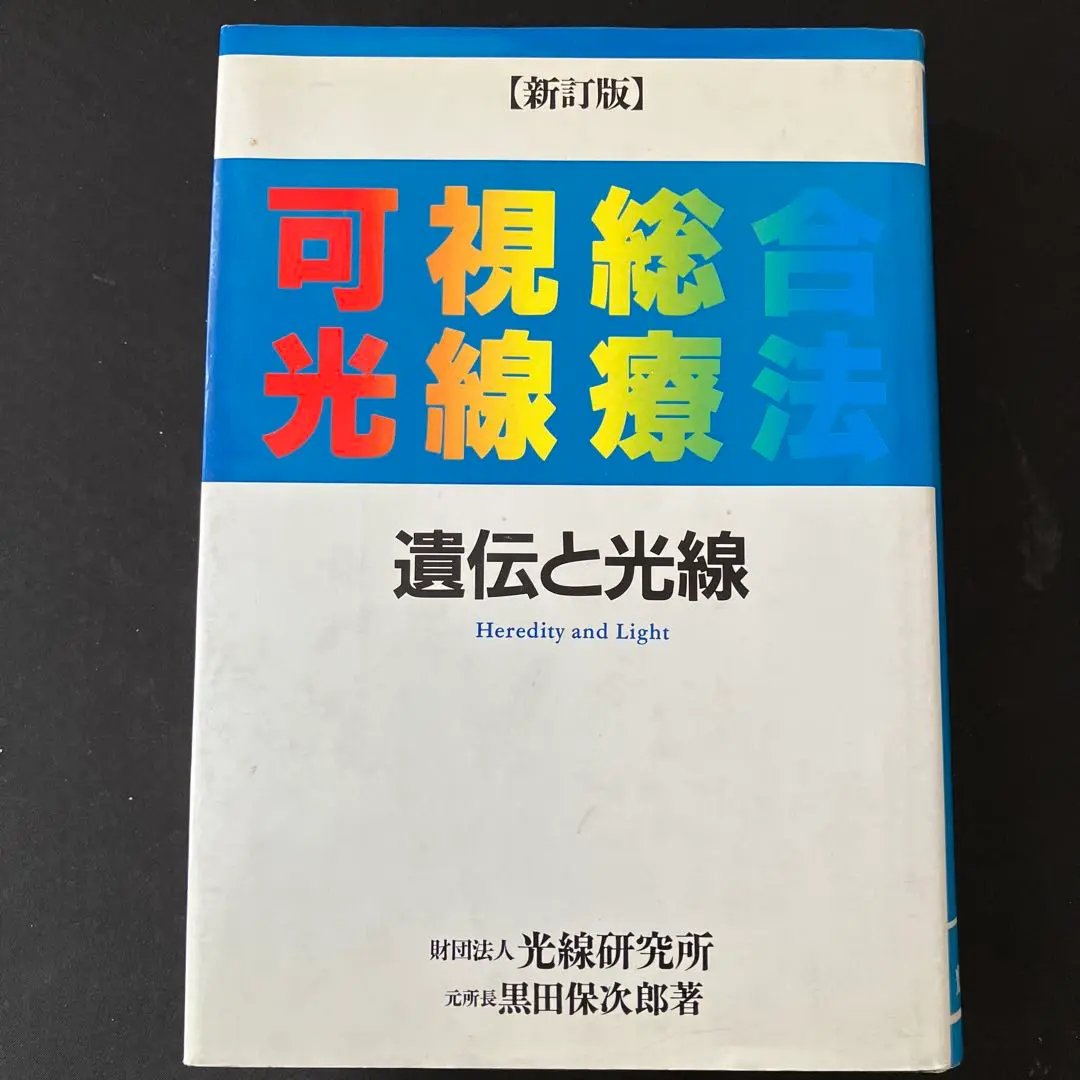 【新訂版】
可視総合
光線療法
遺伝と光線
Heredity and Light
財団法人 光線研究所
元所長 黒田保次郎著